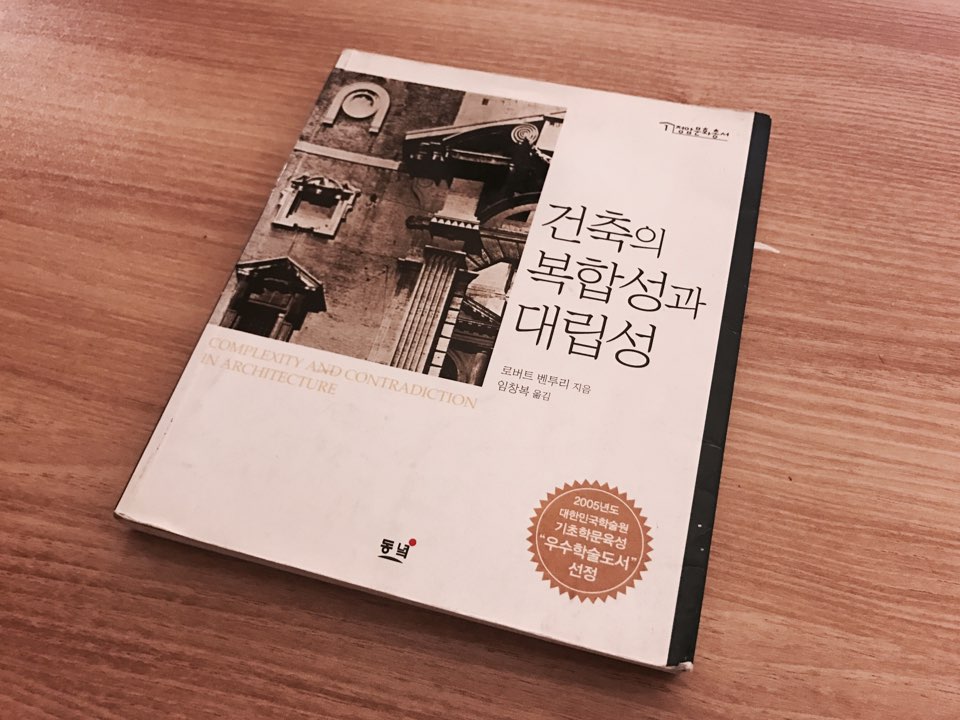 건축의
복합성과
대립성
로버트 벤투리 지음
임창복 옮김
COMPLEXITY AND CONTRADICTION
IN ARCHITECTURE
2005년도
대한민국학술원
기초학문육성
“우수학술도서”
선정
동녘